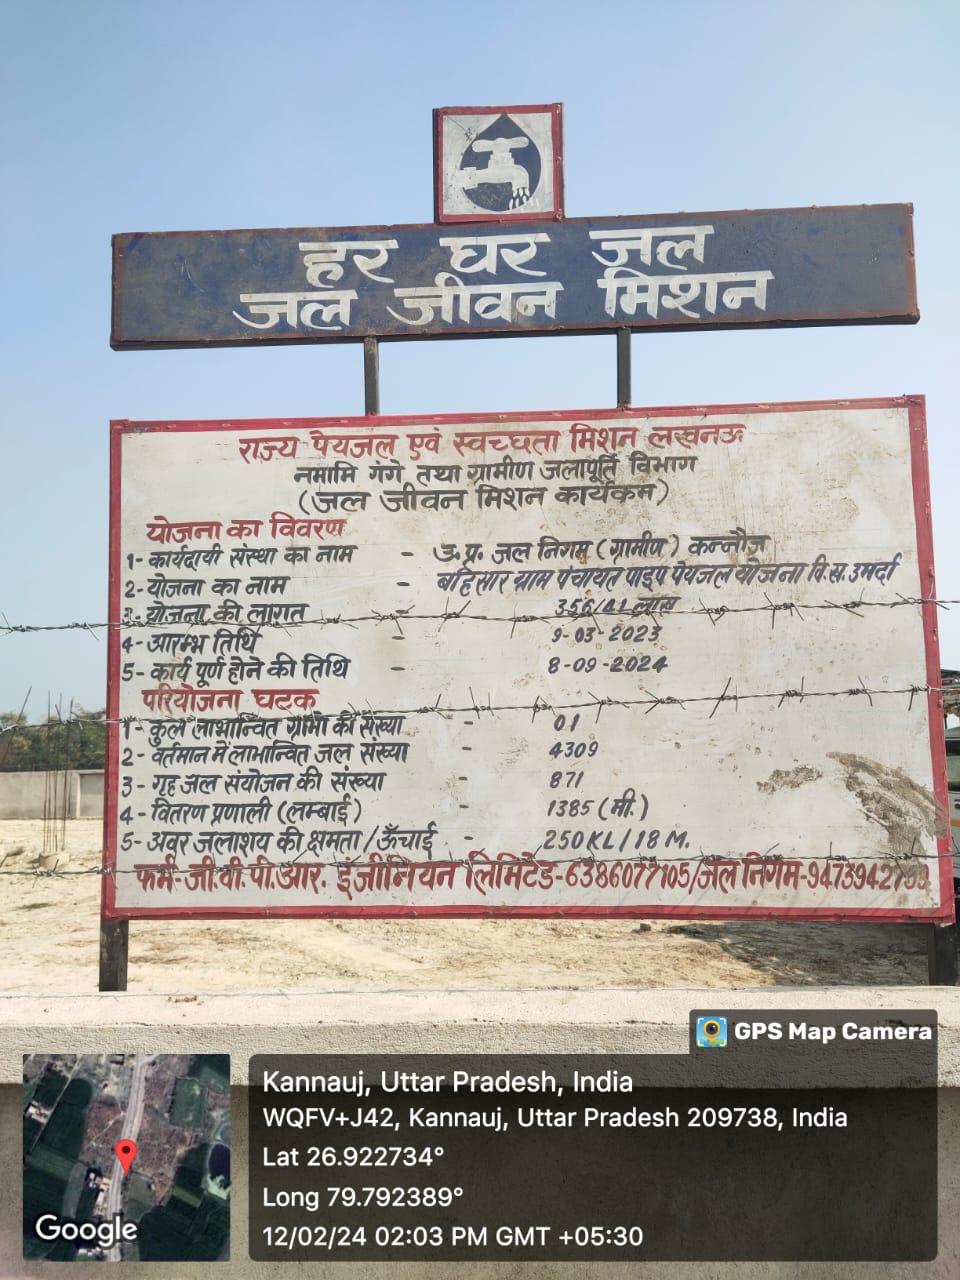 हर घर जल
जल जीवन मिशन
राज्य पेयजल एवं स्वच्छता मिशन लखनऊ
नमामि गंगे तथा ग्रामीण जलापूर्ति विभाग
(जल जीवन मिशन कार्यकम)
योजना का विवरण
1- कार्यदायी संस्था का नाम - उ.प्र. जल निगम (ग्रामीण) कन्नौज
2- योजना का नाम - बहिसार ग्राम पंचायत पाइप पेयजल योजना वि.ख. उमर्दा
3- योजना की लागत - 356/41 लाख
4- आरम्भ तिथि - 9-03-2023
5- कार्य पूर्ण होने की तिथि - 8-09-2024
परियोजना घटक
1- कुल लाभान्वित ग्रामों की संख्या - 01
2- वर्तमान में लाभान्वित जल संख्या - 4309
3- गृह जल संयोजन की संख्या - 871
4- वितरण प्रणाली (लम्बाई) 1385 (मी.)
5- अवर जलाशय की क्षमता/ऊँचाई - 250KL/18 M.
फर्म- जी.वी.पी.आर. इंजीनियन लिमिटेड-6386077105/जल निगम-9473942799
GPS Map Camera
Kannauj, Uttar Pradesh, India
WQFV+J42, Kannauj, Uttar Pradesh 209738, India
Lat 26.922734°
Long 79.792389°
12/02/24 02:03 PM GMT +05:30
Google